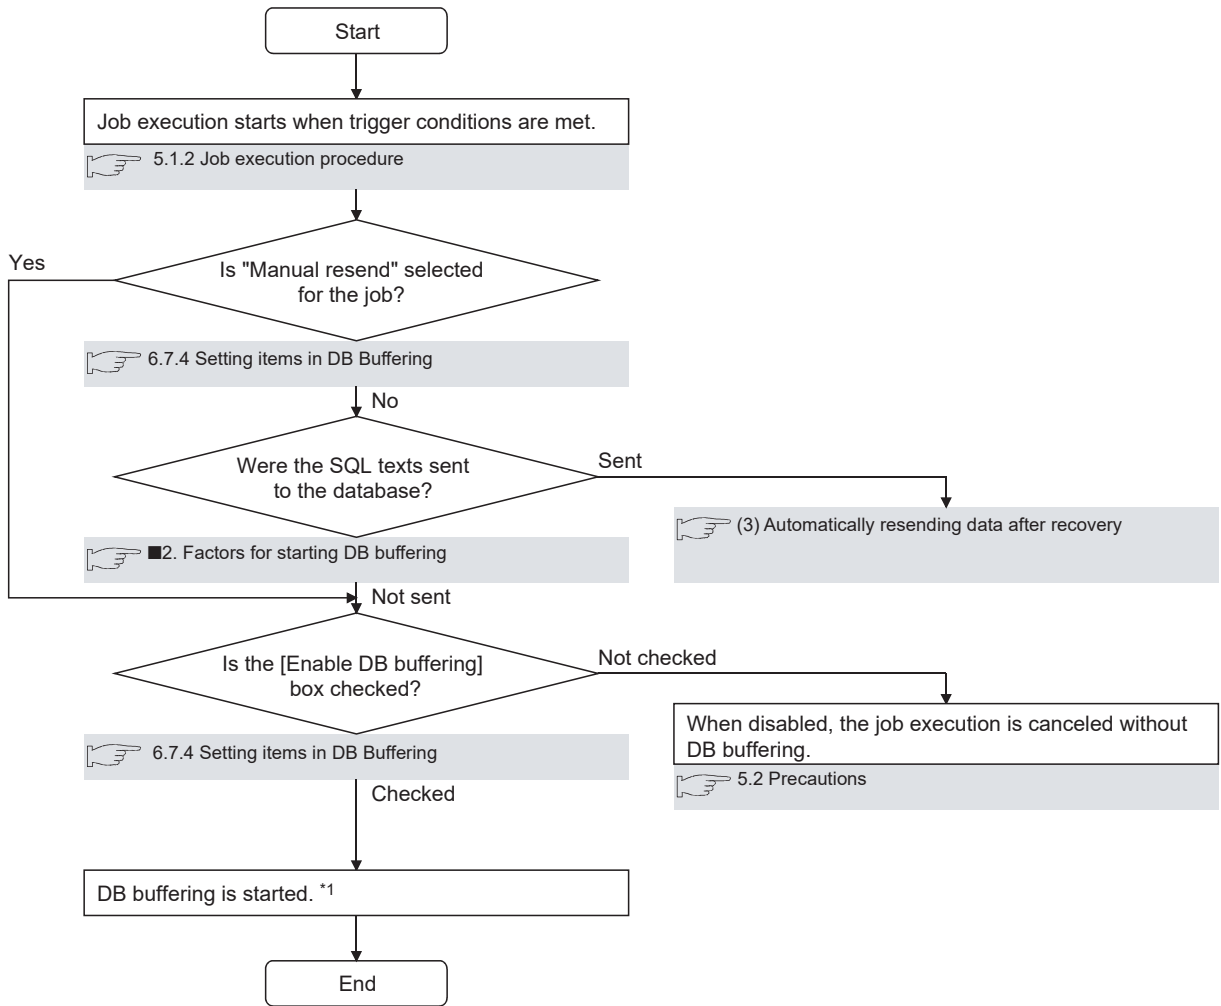 Start
Job execution starts when trigger conditions are met.
5.1.2 Job execution procedure
Yes
Is "Manual resend" selected
for the job?
6.7.4 Setting items in DB Buffering
No
Were the SQL texts sent
to the database?
Sent
■2. Factors for starting DB buffering
(3) Automatically resending data after recovery
Not sent
Is the [Enable DB buffering]
box checked?
Not checked
6.7.4 Setting items in DB Buffering
When disabled, the job execution is canceled without
DB buffering.
5.2 Precautions
Checked
DB buffering is started. *1
End